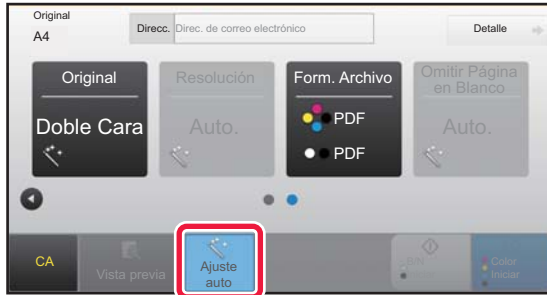 Original
A4
Direcc.
Direc. de correo electrónico
Detalle
Original
Doble Cara
Resolución
Auto.
Form. Archivo
PDF
PDF
Omitir Página
en Blanco
Auto.
CA
Vista previa
Ajuste
auto
B/N
Color
Iniciar